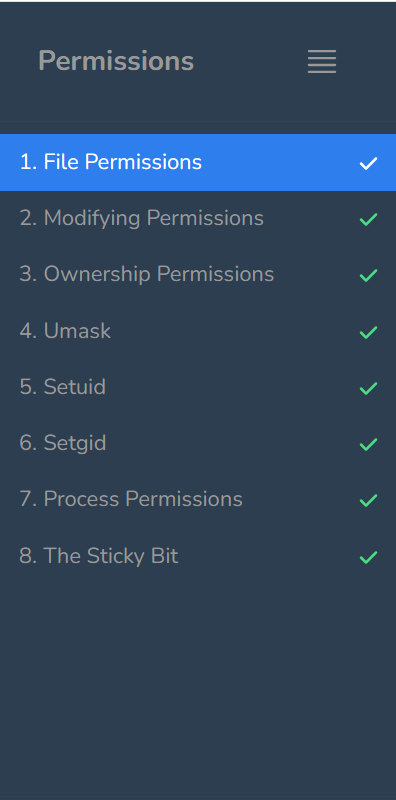 Permissions
1. File Permissions
2. Modifying Permissions
3. Ownership Permissions
4. Umask
5. Setuid
6. Setgid
7. Process Permissions
8. The Sticky Bit